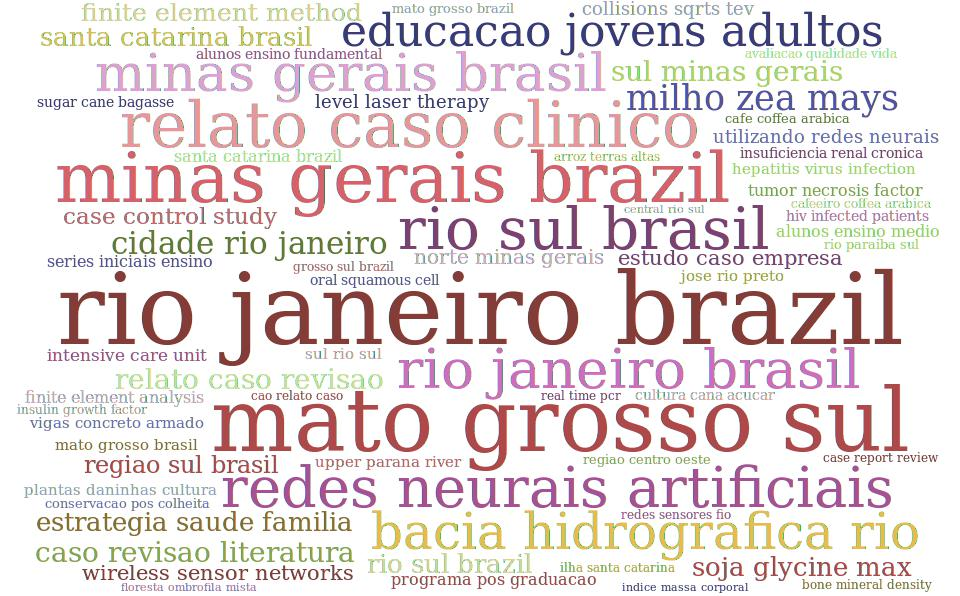 finite element method
mato grosso brazil
collisions sqrts tev
santa catarina brasil
educacao jovens adultos
alunos ensino fundamental
avaliacao qualidade vida
minas gerais brasil
sul minas gerais
sugar cane bagasse
level laser therapy
milho zea mays
relato caso clinico
cafe coffea arabica
utilizando redes neurais
santa catarina brazil
arroz terras altas
insuficiencia renal cronica
minas gerais brazil
hepatitis virus infection
tumor necrosis factor
cafeeiro coffea arabica
case control study
rio sul brasil
central rio sul
hiv infected patients
alunos ensino medio
cidade rio janeiro
rio paraiba sul
norte minas gerais
estudo caso empresa
series iniciais ensino
grosso sul brazil
oral squamous cell
jose rio preto
rio janeiro brazil
intensive care unit
sul rio sul
rio janeiro brasil
relato caso revisao
finite element analysis
cao relato caso
real time pcr
cultura cana acucar
insulin growth factor
mato grosso sul
vigas concreto armado
mato grosso brasil
regiao sul brasil
upper parana river
regiao centro oeste
case report review
plantas daninhas cultura
redes neurais artificiais
conservacao pos colheita
estrategia saude familia
redes sensores fio
bacia hidrografica rio
caso revisao literatura
rio sul brazil
ilha santa catarina
soja glycine max
wireless sensor networks
programa pos graduacao
floresta ombrofila mista
indice massa corporal
bone mineral density